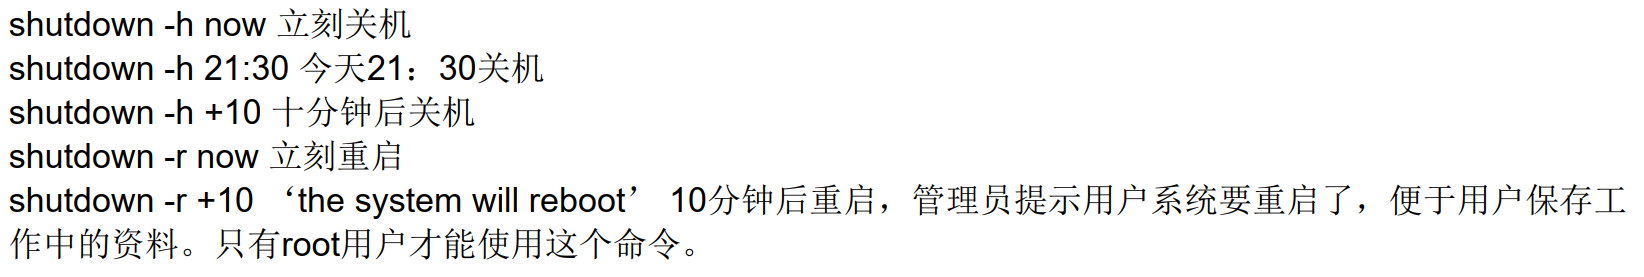 shutdown -h now 立刻关机
shutdown -h 21:30 今天21：30关机
shutdown -h +10 十分钟后关机
shutdown -r now 立刻重启
shutdown -r +10 ‘the system will reboot’ 10分钟后重启，管理员提示用户系统要重启了，便于用户保存工
作中的资料。只有root用户才能使用这个命令。